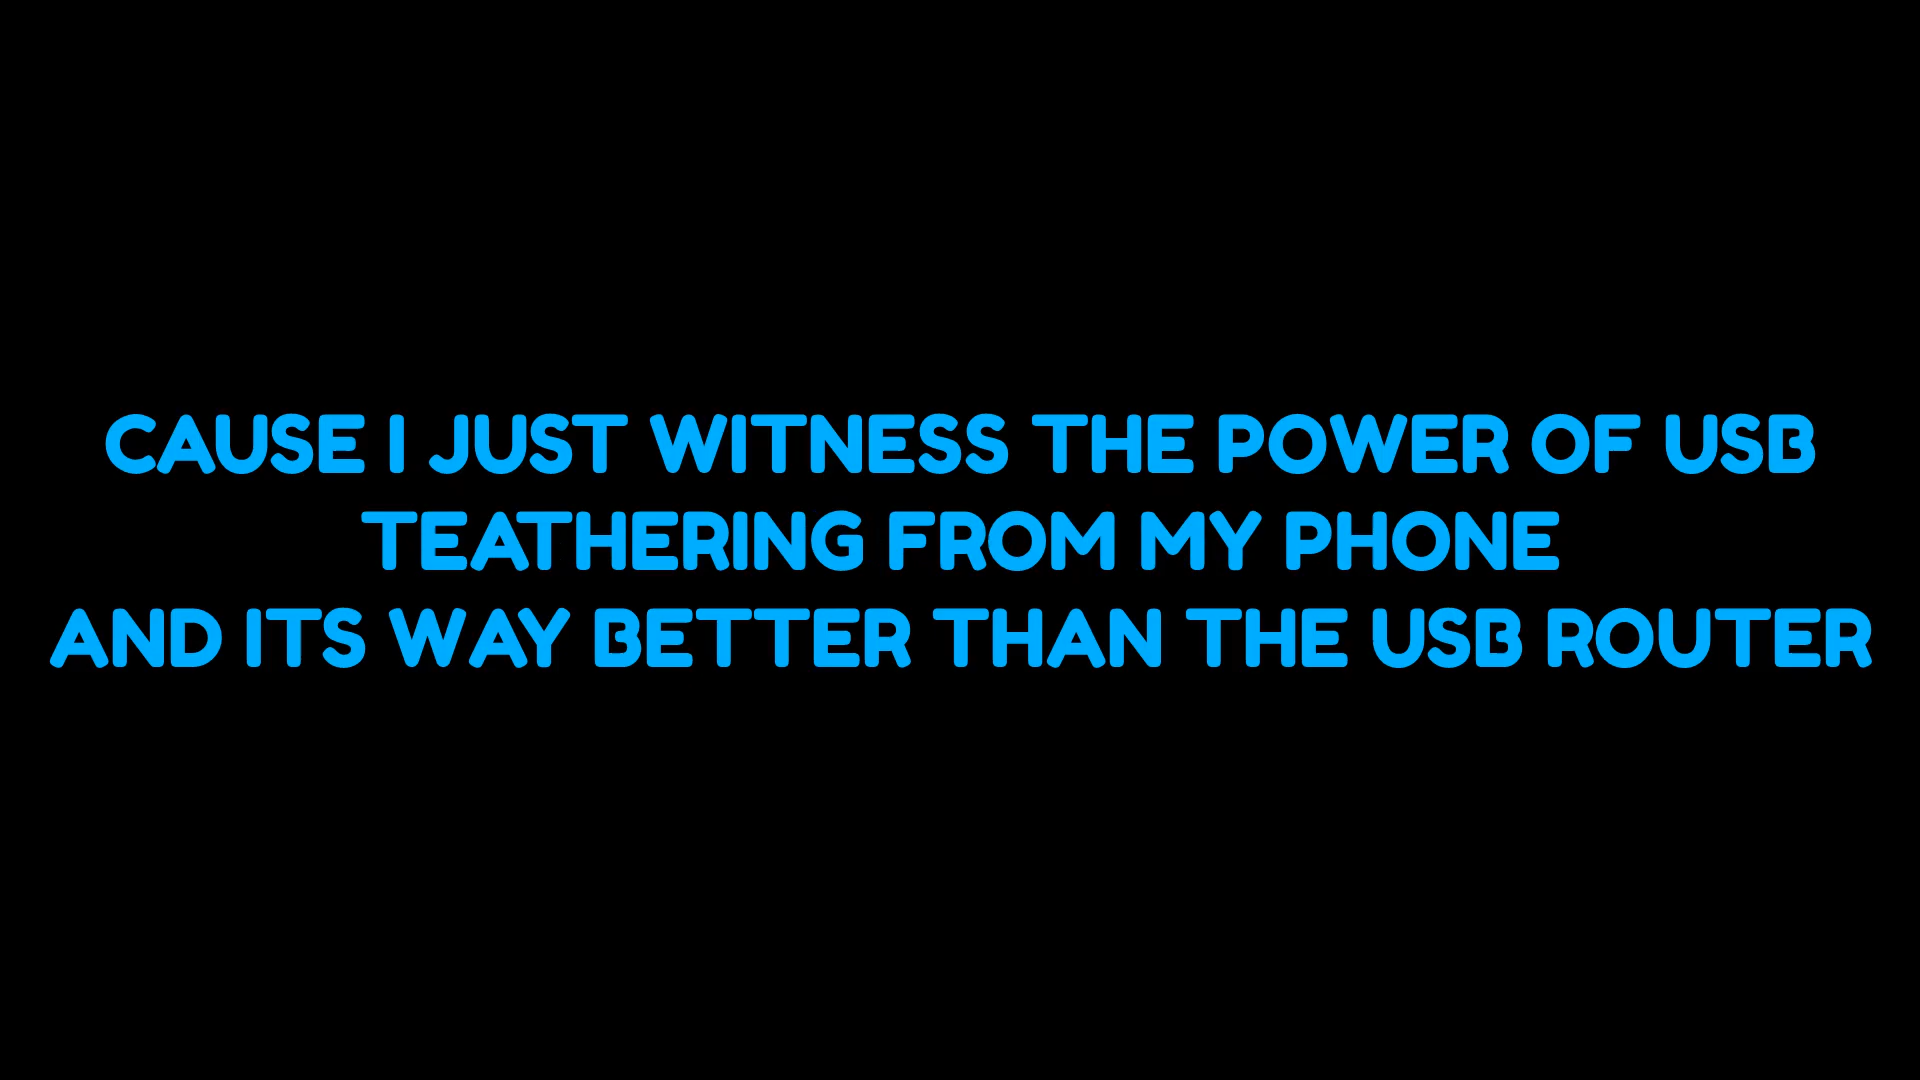 CAUSE I JUST WITNESS THE POWER OF USB
TEATHERING FROM MY PHONE
AND ITS WAY BETTER THAN THE USB ROUTER